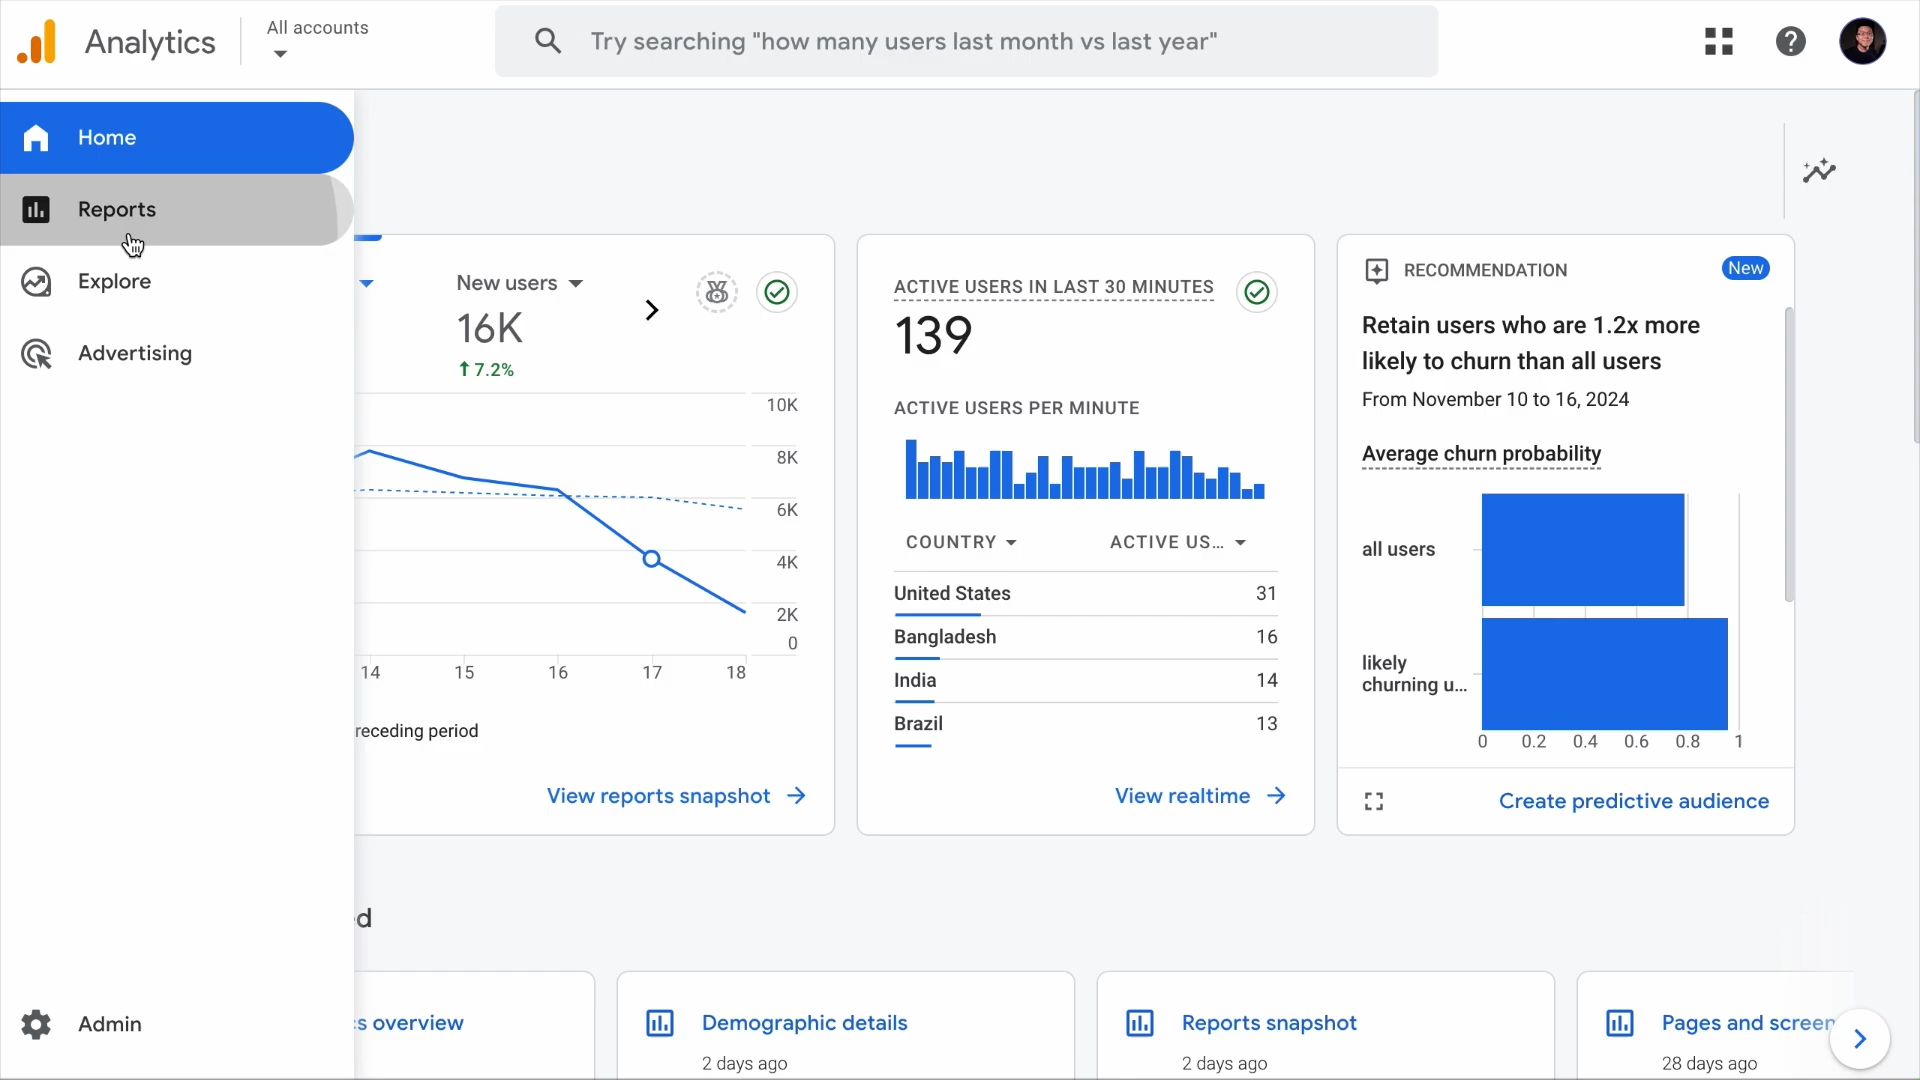 Analytics
All accounts
Try searching "how many users last month vs last year"
Home
Reports
Explore
Advertising
Admin
New users
16K
7.2%
10K
8K
6K
4K
2K
0
14 15 16 17 18
receding period
View reports snapshot
ACTIVE USERS IN LAST 30 MINUTES
139
ACTIVE USERS PER MINUTE
COUNTRY ACTIVE US...
United States 31
Bangladesh 16
India 14
Brazil 13
View realtime
RECOMMENDATION
New
Retain users who are 1.2x more
likely to churn than all users
From November 10 to 16, 2024
Average churn probability
all users
likely
churning u...
0 0.2 0.4 0.6 0.8 1
Create predictive audience
ed
s overview
Demographic details
2 days ago
Reports snapshot
2 days ago
Pages and screen
28 days ago